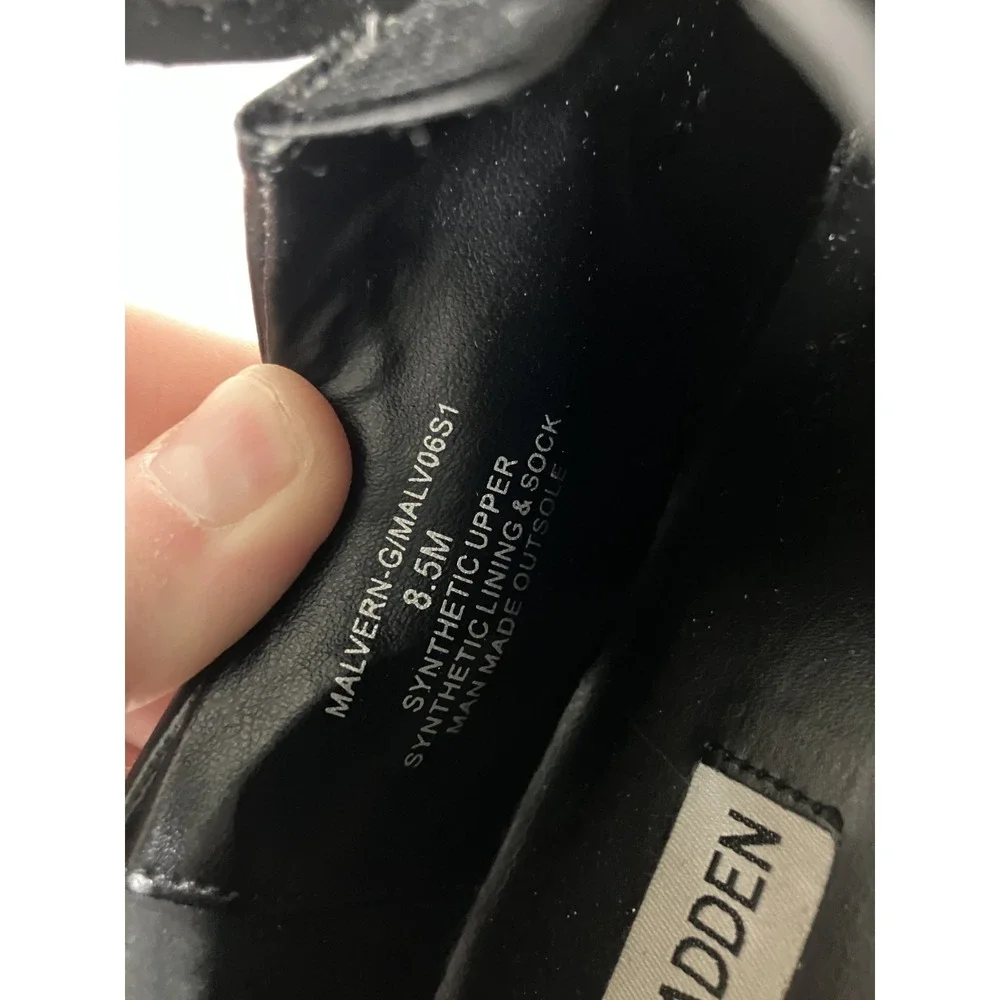 MALVERN-G/MALV06S1
8.5M
SYNTHETIC UPPER
SYNTHETIC LINING & SOCK
MAN MADE OUTSOLE
ADDEN